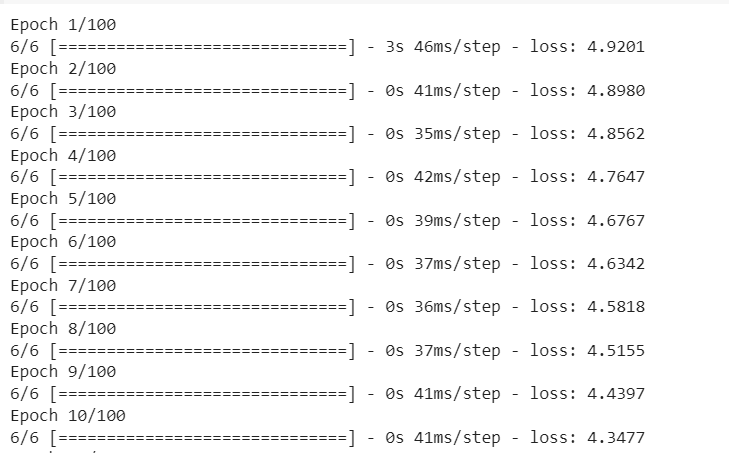 Epoch 1/100
6/6 [==============================] - 3s 46ms/step - loss: 4.9201
Epoch 2/100
6/6 [==============================] - 0s 41ms/step - loss: 4.8980
Epoch 3/100
6/6 [==============================] - 0s 35ms/step - loss: 4.8562
Epoch 4/100
6/6 [==============================] - 0s 42ms/step - loss: 4.7647
Epoch 5/100
6/6 [==============================] - 0s 39ms/step - loss: 4.6767
Epoch 6/100
6/6 [==============================] - 0s 37ms/step - loss: 4.6342
Epoch 7/100
6/6 [==============================] - 0s 36ms/step - loss: 4.5818
Epoch 8/100
6/6 [==============================] - 0s 37ms/step - loss: 4.5155
Epoch 9/100
6/6 [==============================] - 0s 41ms/step - loss: 4.4397
Epoch 10/100
6/6 [==============================] - 0s 41ms/step - loss: 4.3477